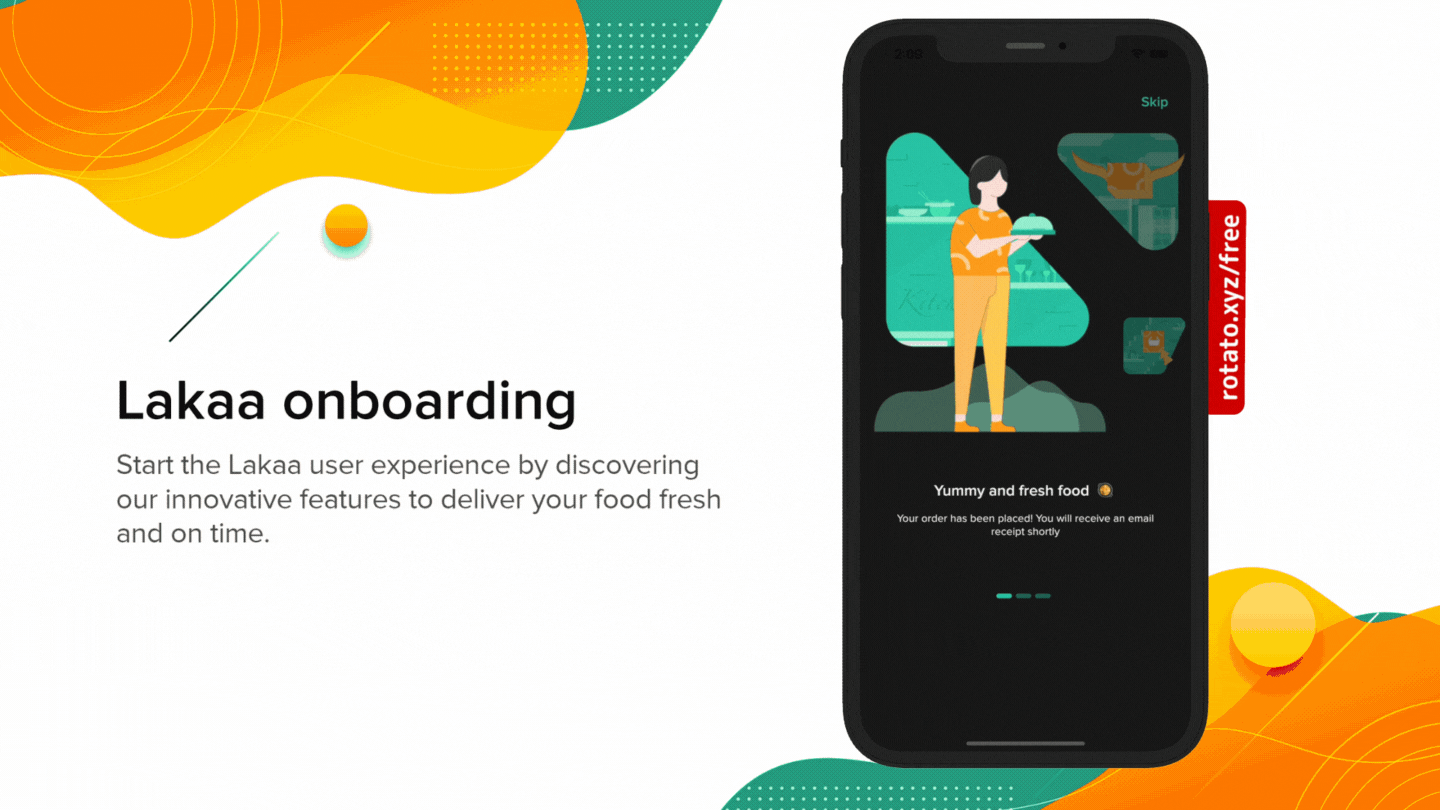 Lakaa onboarding
Start the Lakaa user experience by discovering
our innovative features to deliver your food fresh
and on time.
2:09
Skip
Yummy and fresh food
Your order has been placed! You will receive an email
receipt shortly
rotato.xyz/free